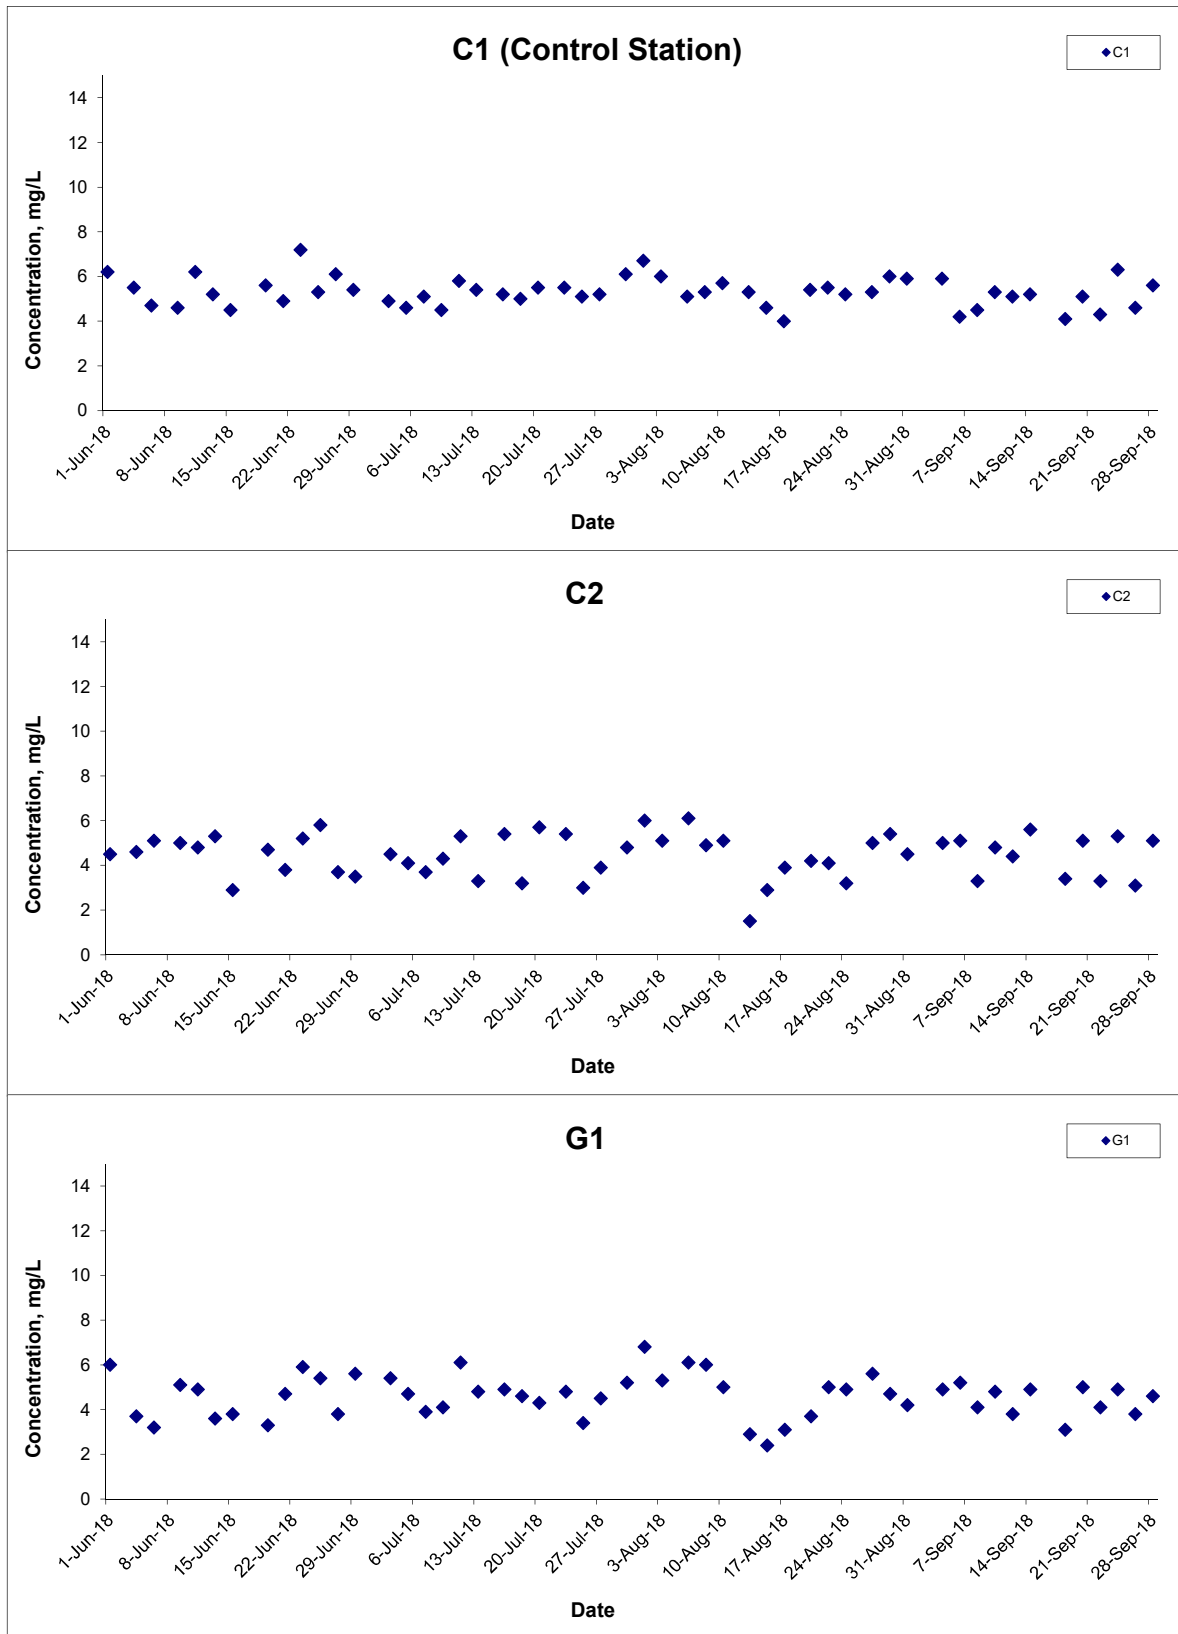 C1 (Control Station)
C1
Concentration, mg/L
14
12
10
8
6
4
2
0
1-Jun-18
8-Jun-18
15-Jun-18
22-Jun-18
29-Jun-18
6-Jul-18
13-Jul-18
20-Jul-18
27-Jul-18
3-Aug-18
10-Aug-18
17-Aug-18
24-Aug-18
31-Aug-18
7-Sep-18
14-Sep-18
21-Sep-18
28-Sep-18
Date
C2
C2
Concentration, mg/L
14
12
10
8
6
4
2
0
1-Jun-18
8-Jun-18
15-Jun-18
22-Jun-18
29-Jun-18
6-Jul-18
13-Jul-18
20-Jul-18
27-Jul-18
3-Aug-18
10-Aug-18
17-Aug-18
24-Aug-18
31-Aug-18
7-Sep-18
14-Sep-18
21-Sep-18
28-Sep-18
Date
G1
G1
Concentration, mg/L
14
12
10
8
6
4
2
0
1-Jun-18
8-Jun-18
15-Jun-18
22-Jun-18
29-Jun-18
6-Jul-18
13-Jul-18
20-Jul-18
27-Jul-18
3-Aug-18
10-Aug-18
17-Aug-18
24-Aug-18
31-Aug-18
7-Sep-18
14-Sep-18
21-Sep-18
28-Sep-18
Date